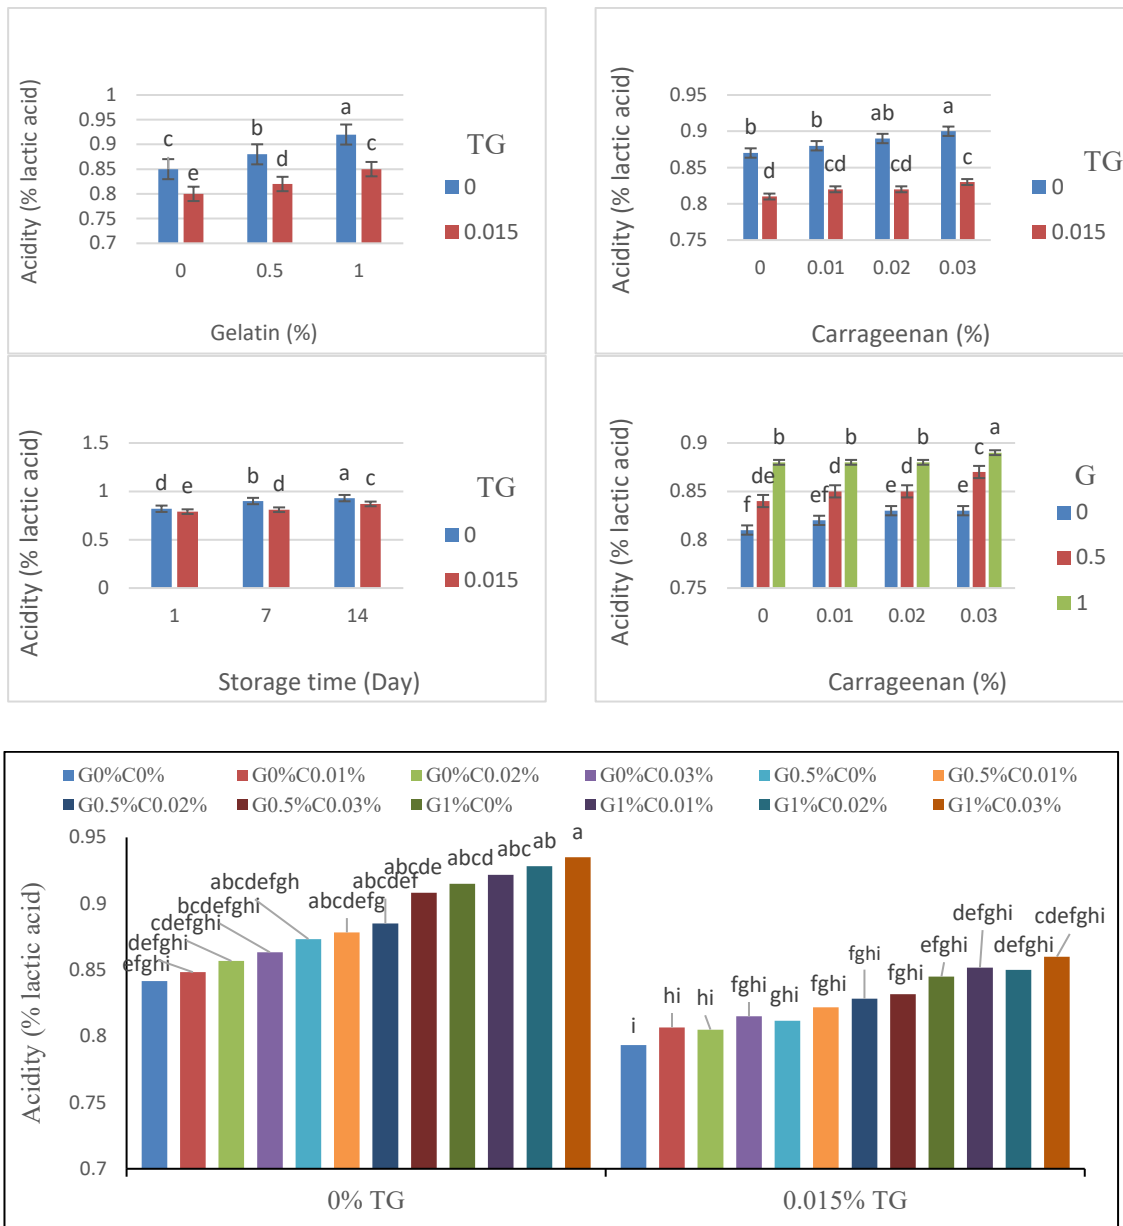 Acidity (% lactic acid)
1
0.95
0.9
0.85
0.8
0.75
0.7
c
e
b
d
a
c
0
0.5
1
Gelatin (%)
TG
0
0.015
Acidity (% lactic acid)
0.95
0.9
0.85
0.8
0.75
b
d
b
cd
ab
cd
a
c
0
0.01
0.02
0.03
Carrageenan (%)
TG
0
0.015
Acidity (% lactic acid)
1.5
1
0.5
0
d
e
b
d
a
c
1
7
14
Storage time (Day)
TG
0
0.015
Acidity (% lactic acid)
0.9
0.85
0.8
0.75
f
de
b
ef
d
b
e
d
b
e
c
a
0
0.01
0.02
0.03
Carrageenan (%)
G
0
0.5
1
G0%C0% G0%C0.01% G0%C0.02% G0%C0.03% G0.5%C0% G0.5%C0.01%
G0.5%C0.02% G0.5%C0.03% G1%C0% G1%C0.01% G1%C0.02% G1%C0.03%
Acidity (% lactic acid)
0.95
0.9
0.85
0.8
0.75
0.7
efghi
defghi
cdefghi
bcdefghi
abcdefgh
abcdefg
abcdef
abcde
abcd
abc
ab
a
i
hi
hi
fghi
ghi
fghi
fghi
fghi
efghi
defghi
defghi
cdefghi
0% TG
0.015% TG